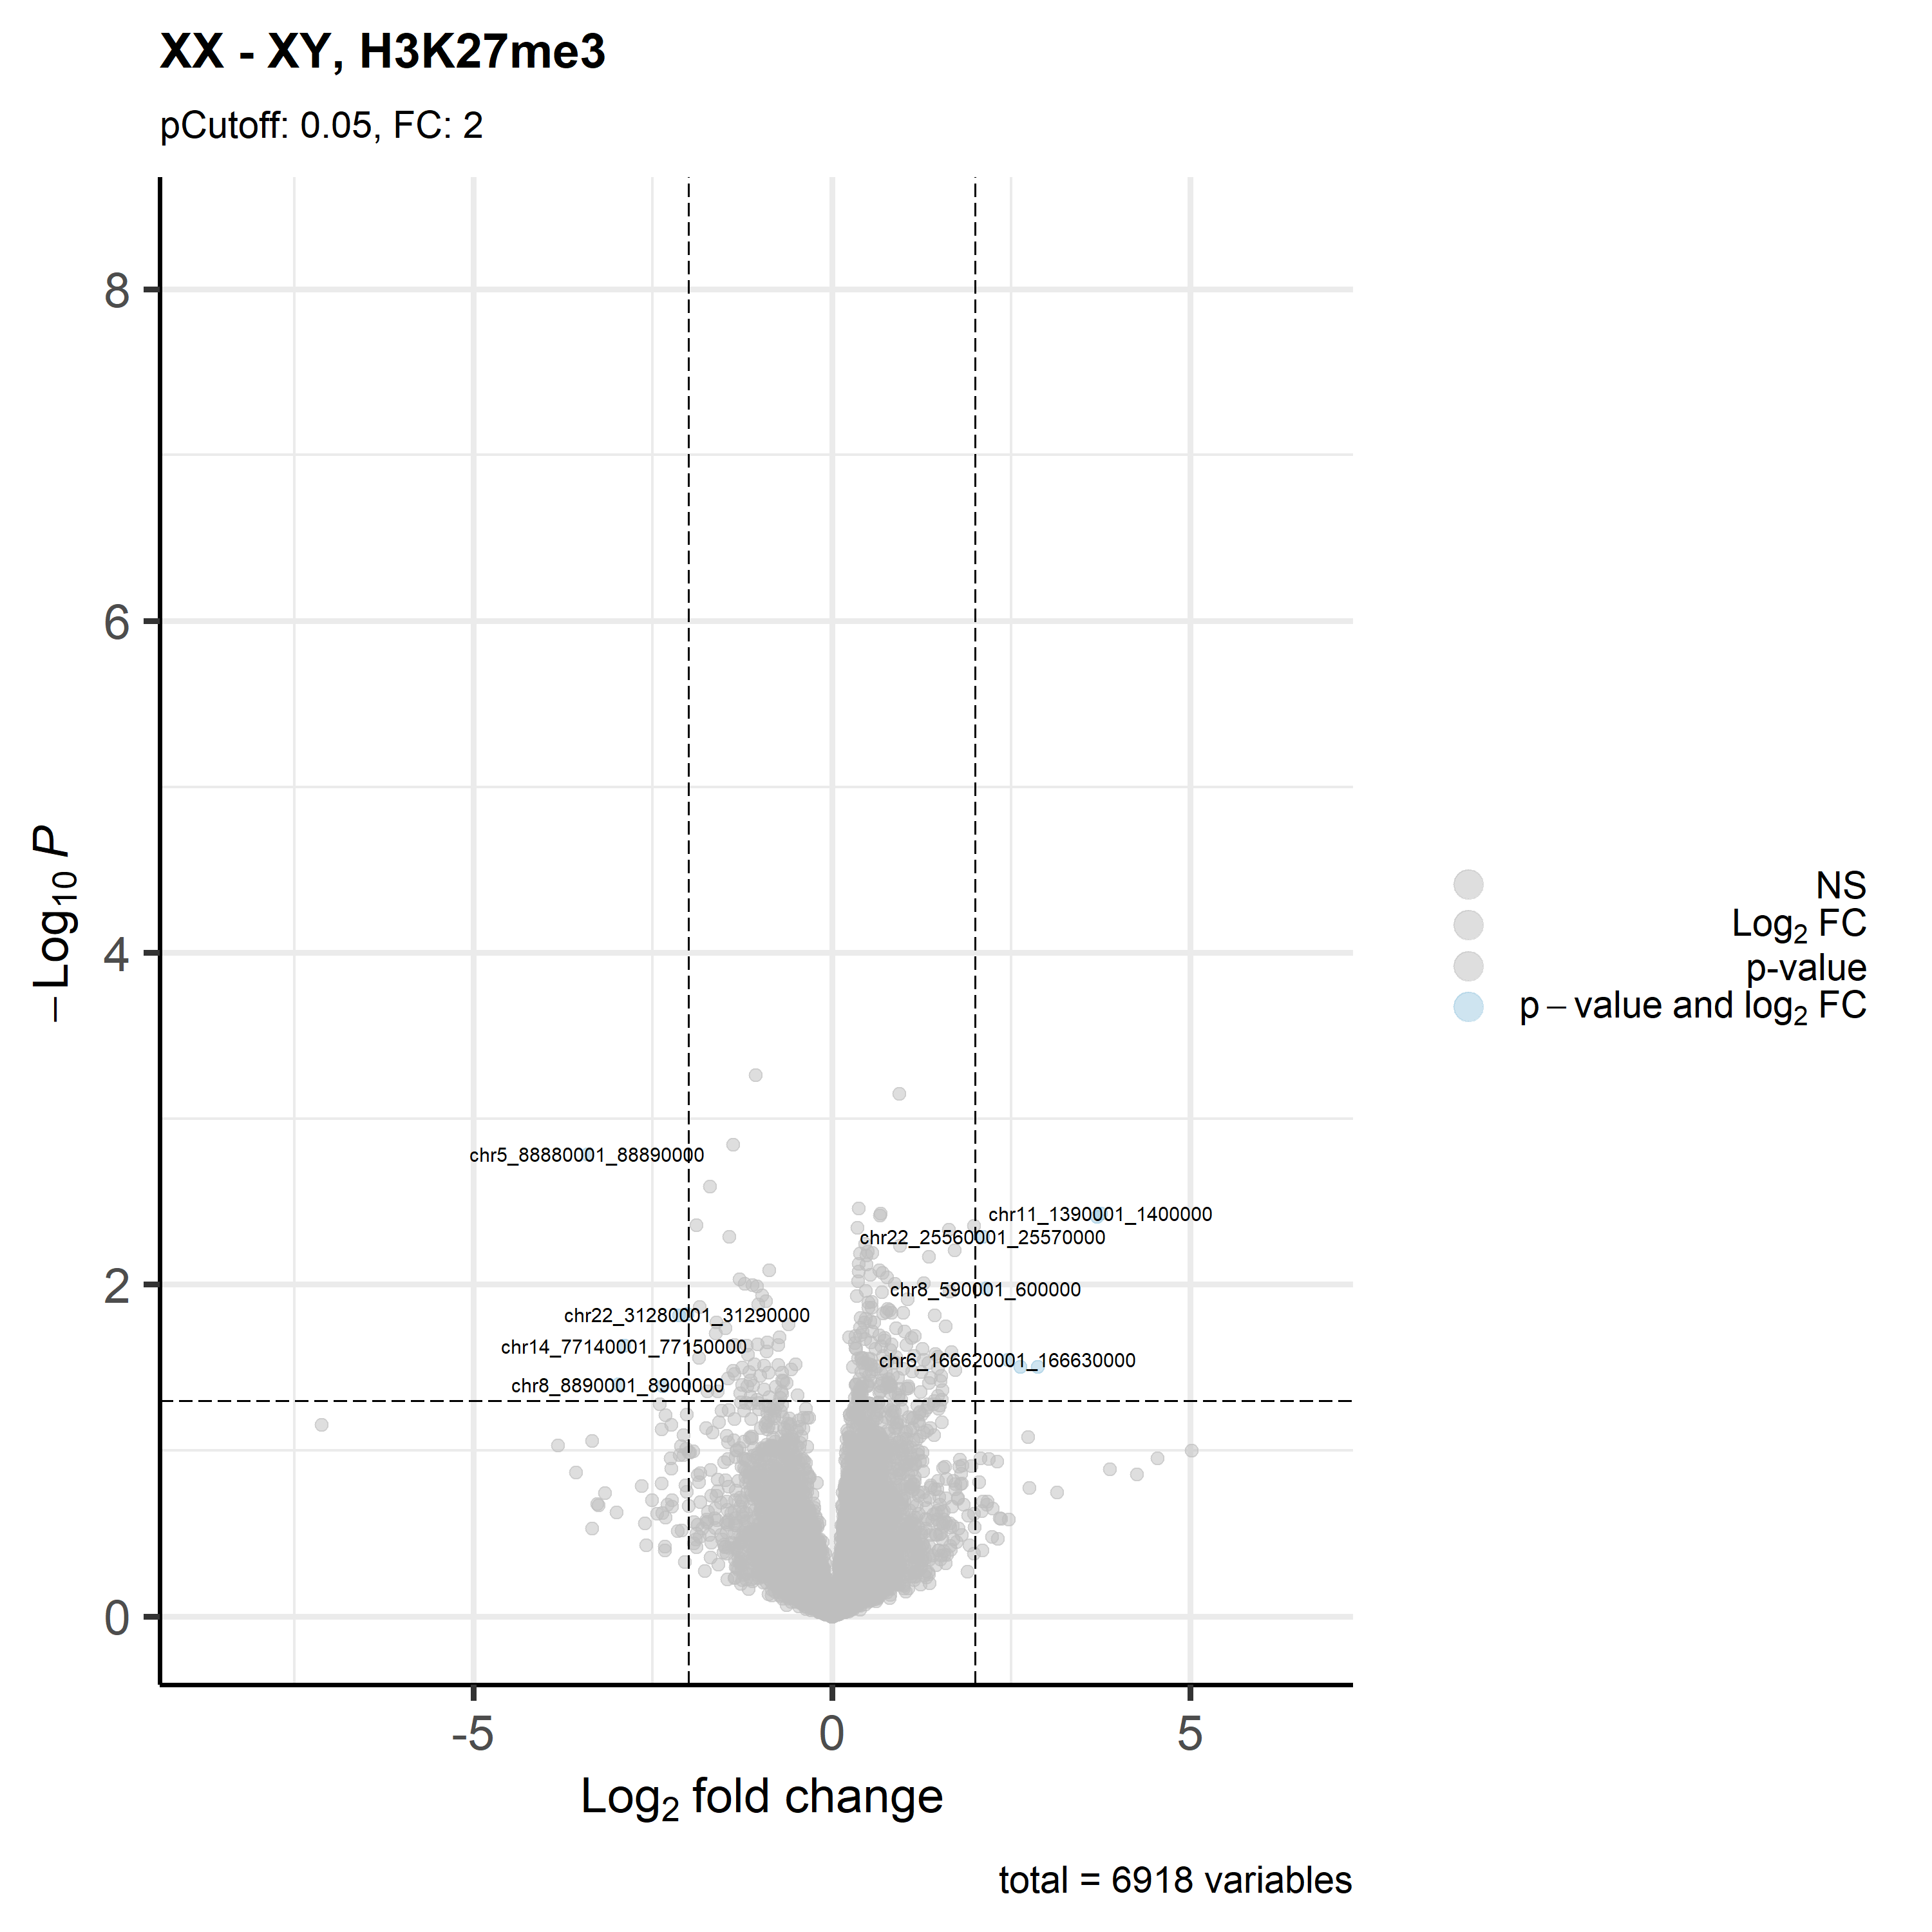 XX - XY, H3K27me3
pCutoff: 0.05, FC: 2
8
6
4
2
0
−Log₁₀ P
chr5_88880001_88890000
chr11_1390001_1400000
chr22_25560001_25570000
chr8_590001_600000
chr22_31280001_31290000
chr14_77140001_77150000
chr6_166620001_166630000
chr8_8890001_8900000
-5
0
5
Log₂ fold change
NS
Log₂ FC
p-value
p − value and log₂ FC
total = 6918 variables